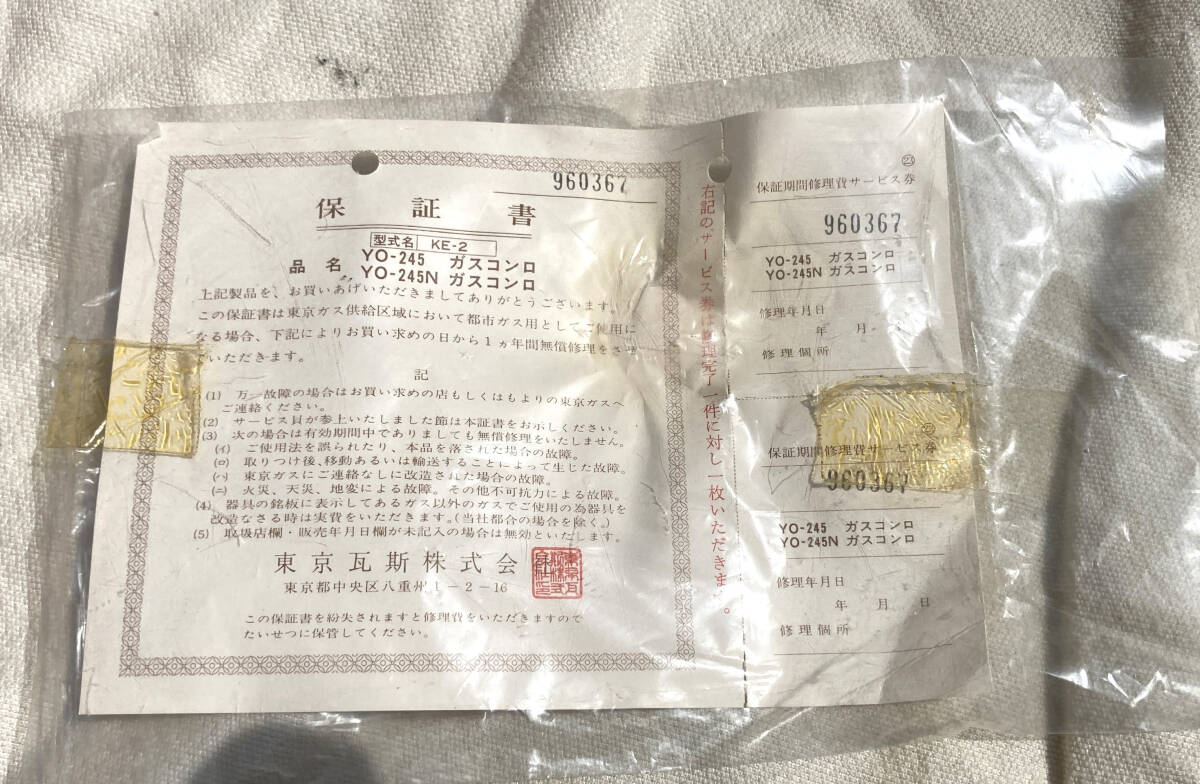 960367
保証書
型式名 KE-2
品名 YO-245 ガスコンロ
YO-245N ガスコンロ
上記製品を、お買いあげいただきましてありがとうございます。
この保証書は東京ガス供給区域において都市ガス用としてご使用に
なる場合、下記によりお買い求めの日から1ヵ年間無償修理をさせ
ていただきます。
記
(1) 万一故障の場合はお買い求めの店もしくはもよりの東京ガスへ
ご連絡ください。
(2) サービス員が参上いたしました節は本証書をお示しください。
(3) 次の場合は有効期間中でありましても無償修理をいたしません。
(イ) ご使用法を誤られたり、本品を落された場合の故障。
(ロ) 取りつけ後、移動あるいは輸送することによって生じた故障。
(ハ) 東京ガスにご連絡なしに改造された場合の故障。
(ニ) 火災、天災、地変による故障。その他不可抗力による故障。
(4) 器具の銘板に表示してあるガス以外のガスでご使用の為器具を
改造なさる時は実費をいただきます。(当社都合の場合を除く。)
(5) 取扱店欄・販売年月日欄が未記入の場合は無効といたします。
東京瓦斯株式会社
東京都中央区八重州1-2-16
この保証書を紛失されますと修理費をいただきますので
たいせつに保管してください。
右記のサービス券は修理完了一件に対し一枚いただきます。
㉓
保証期間修理費サービス券
960367
YO-245 ガスコンロ
YO-245N ガスコンロ
修理年月日
年 月
修理個所
㉓
保証期間修理費サービス券
960367
YO-245 ガスコンロ
YO-245N ガスコンロ
修理年月日
年 月 日
修理個所